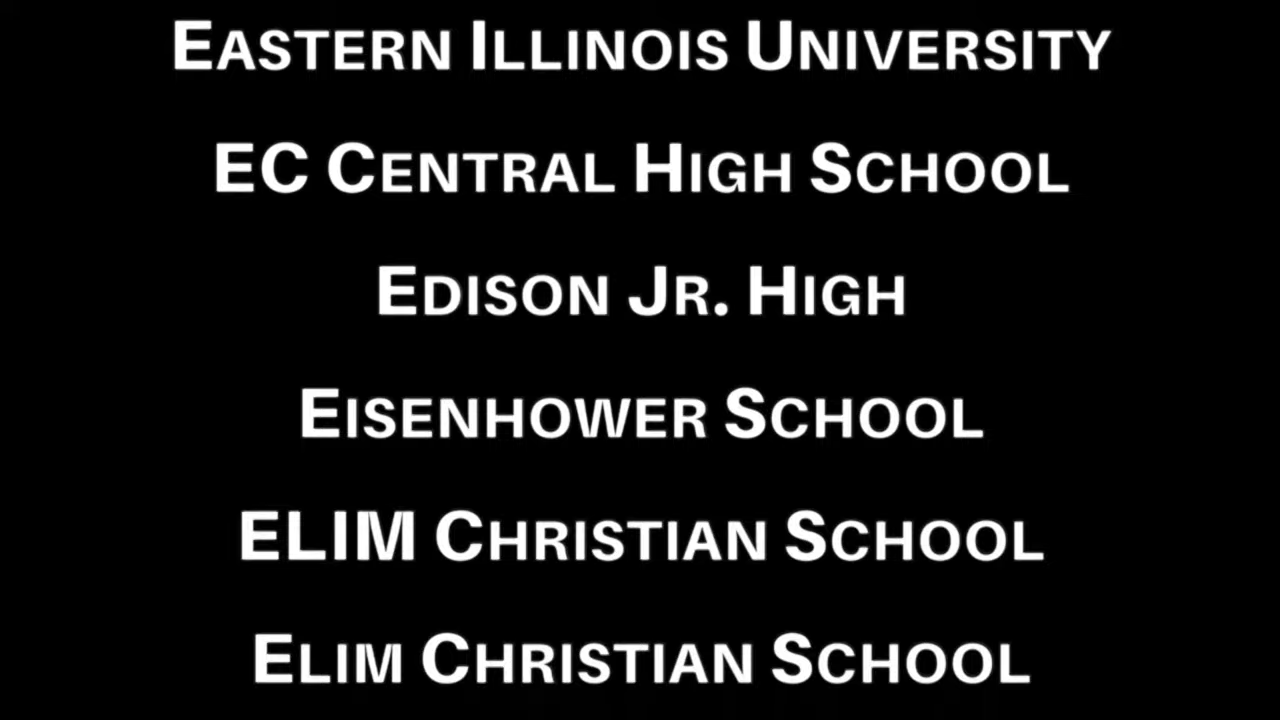 Eastern Illinois University
EC Central High School
Edison Jr. High
Eisenhower School
ELIM Christian School
Elim Christian School